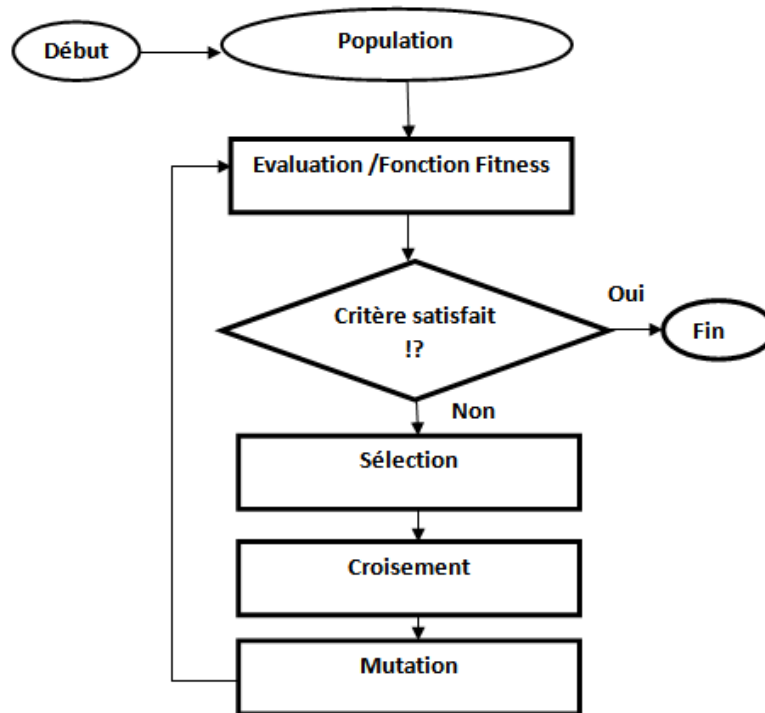 Début
Population
Evaluation /Fonction Fitness
Critère satisfait
!?
Oui
Fin
Non
Sélection
Croisement
Mutation